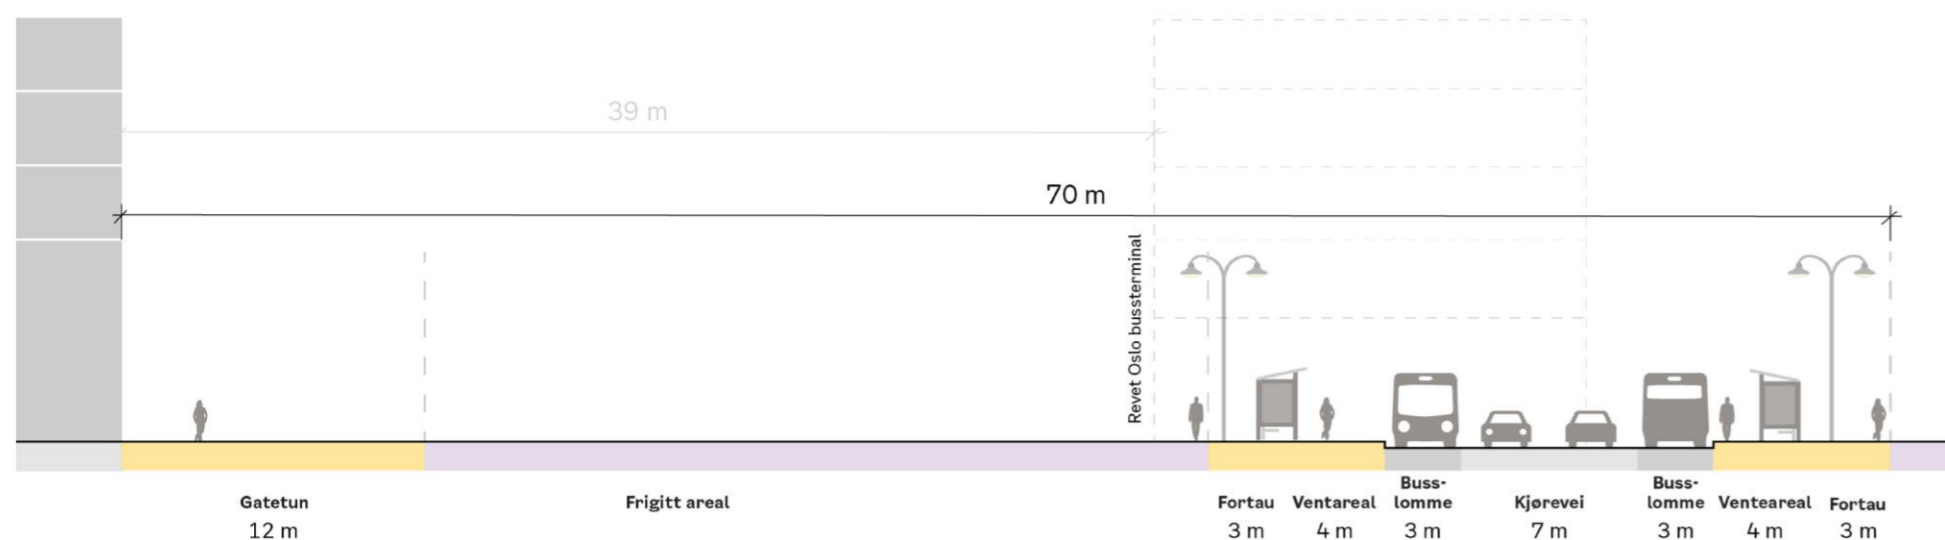 39 m
70 m
Revet Oslo bussterminal
Gatetun
12 m
Frigitt areal
Fortau
3 m
Ventareal
4 m
Buss-
lomme
3 m
Kjørevei
7 m
Buss-
lomme
3 m
Venteareal
4 m
Fortau
3 m